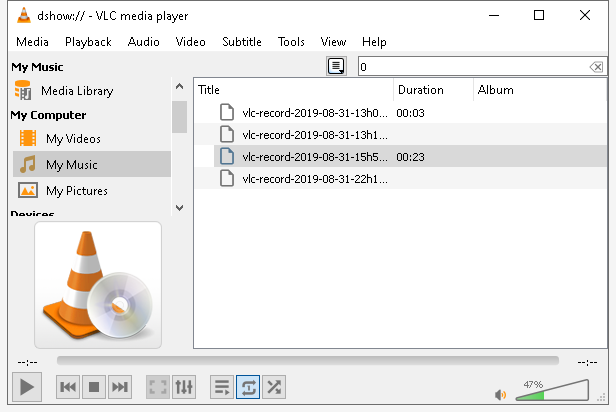 dshow:// - VLC media player
Media Playback Audio Video Subtitle Tools View Help
My Music
0
Media Library
My Computer
My Videos
My Music
My Pictures
Devices
Title Duration Album
vlc-record-2019-08-31-13h0... 00:03
vlc-record-2019-08-31-13h1...
vlc-record-2019-08-31-15h5... 00:23
vlc-record-2019-08-31-22h1...
--:-- --:--
47%